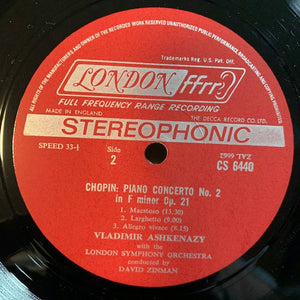 ALL RIGHTS OF THE MANUFACTURER AND OF THE OWNER OF THE RECORDED WORK RESERVED. UNAUTHORIZED PUBLIC PERFORMANCE, BROADCASTING AND COPYING OF THIS RECORD PROHIBITED
Trademarks Reg. U.S. Pat. Off.
LONDON ffrr
FULL FREQUENCY RANGE RECORDING
MADE IN ENGLAND
THE DECCA RECORD CO. LTD.
STEREOPHONIC
SPEED 33-⅓
Side
2
ZAL 6662
CS 6440
CHOPIN: PIANO CONCERTO No. 2
in F minor Op. 21
1. Maestoso (13.30)
2. Larghetto (9.00)
3. Allegro vivace (8.15)
VLADIMIR ASHKENAZY
with the
LONDON SYMPHONY ORCHESTRA
conducted by
DAVID ZINMAN